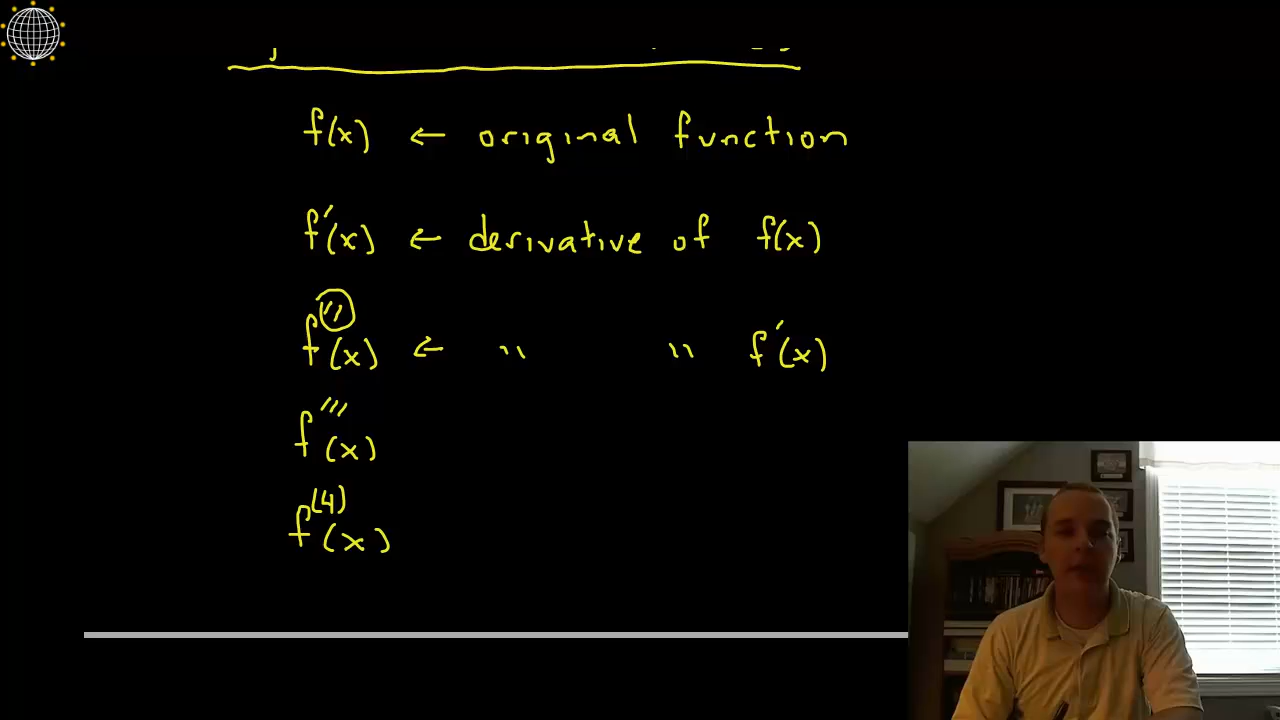 f(x) ← original function
f'(x) ← derivative of f(x)
f''(x) ← " " f'(x)
f'''(x)
f⁽⁴⁾(x)